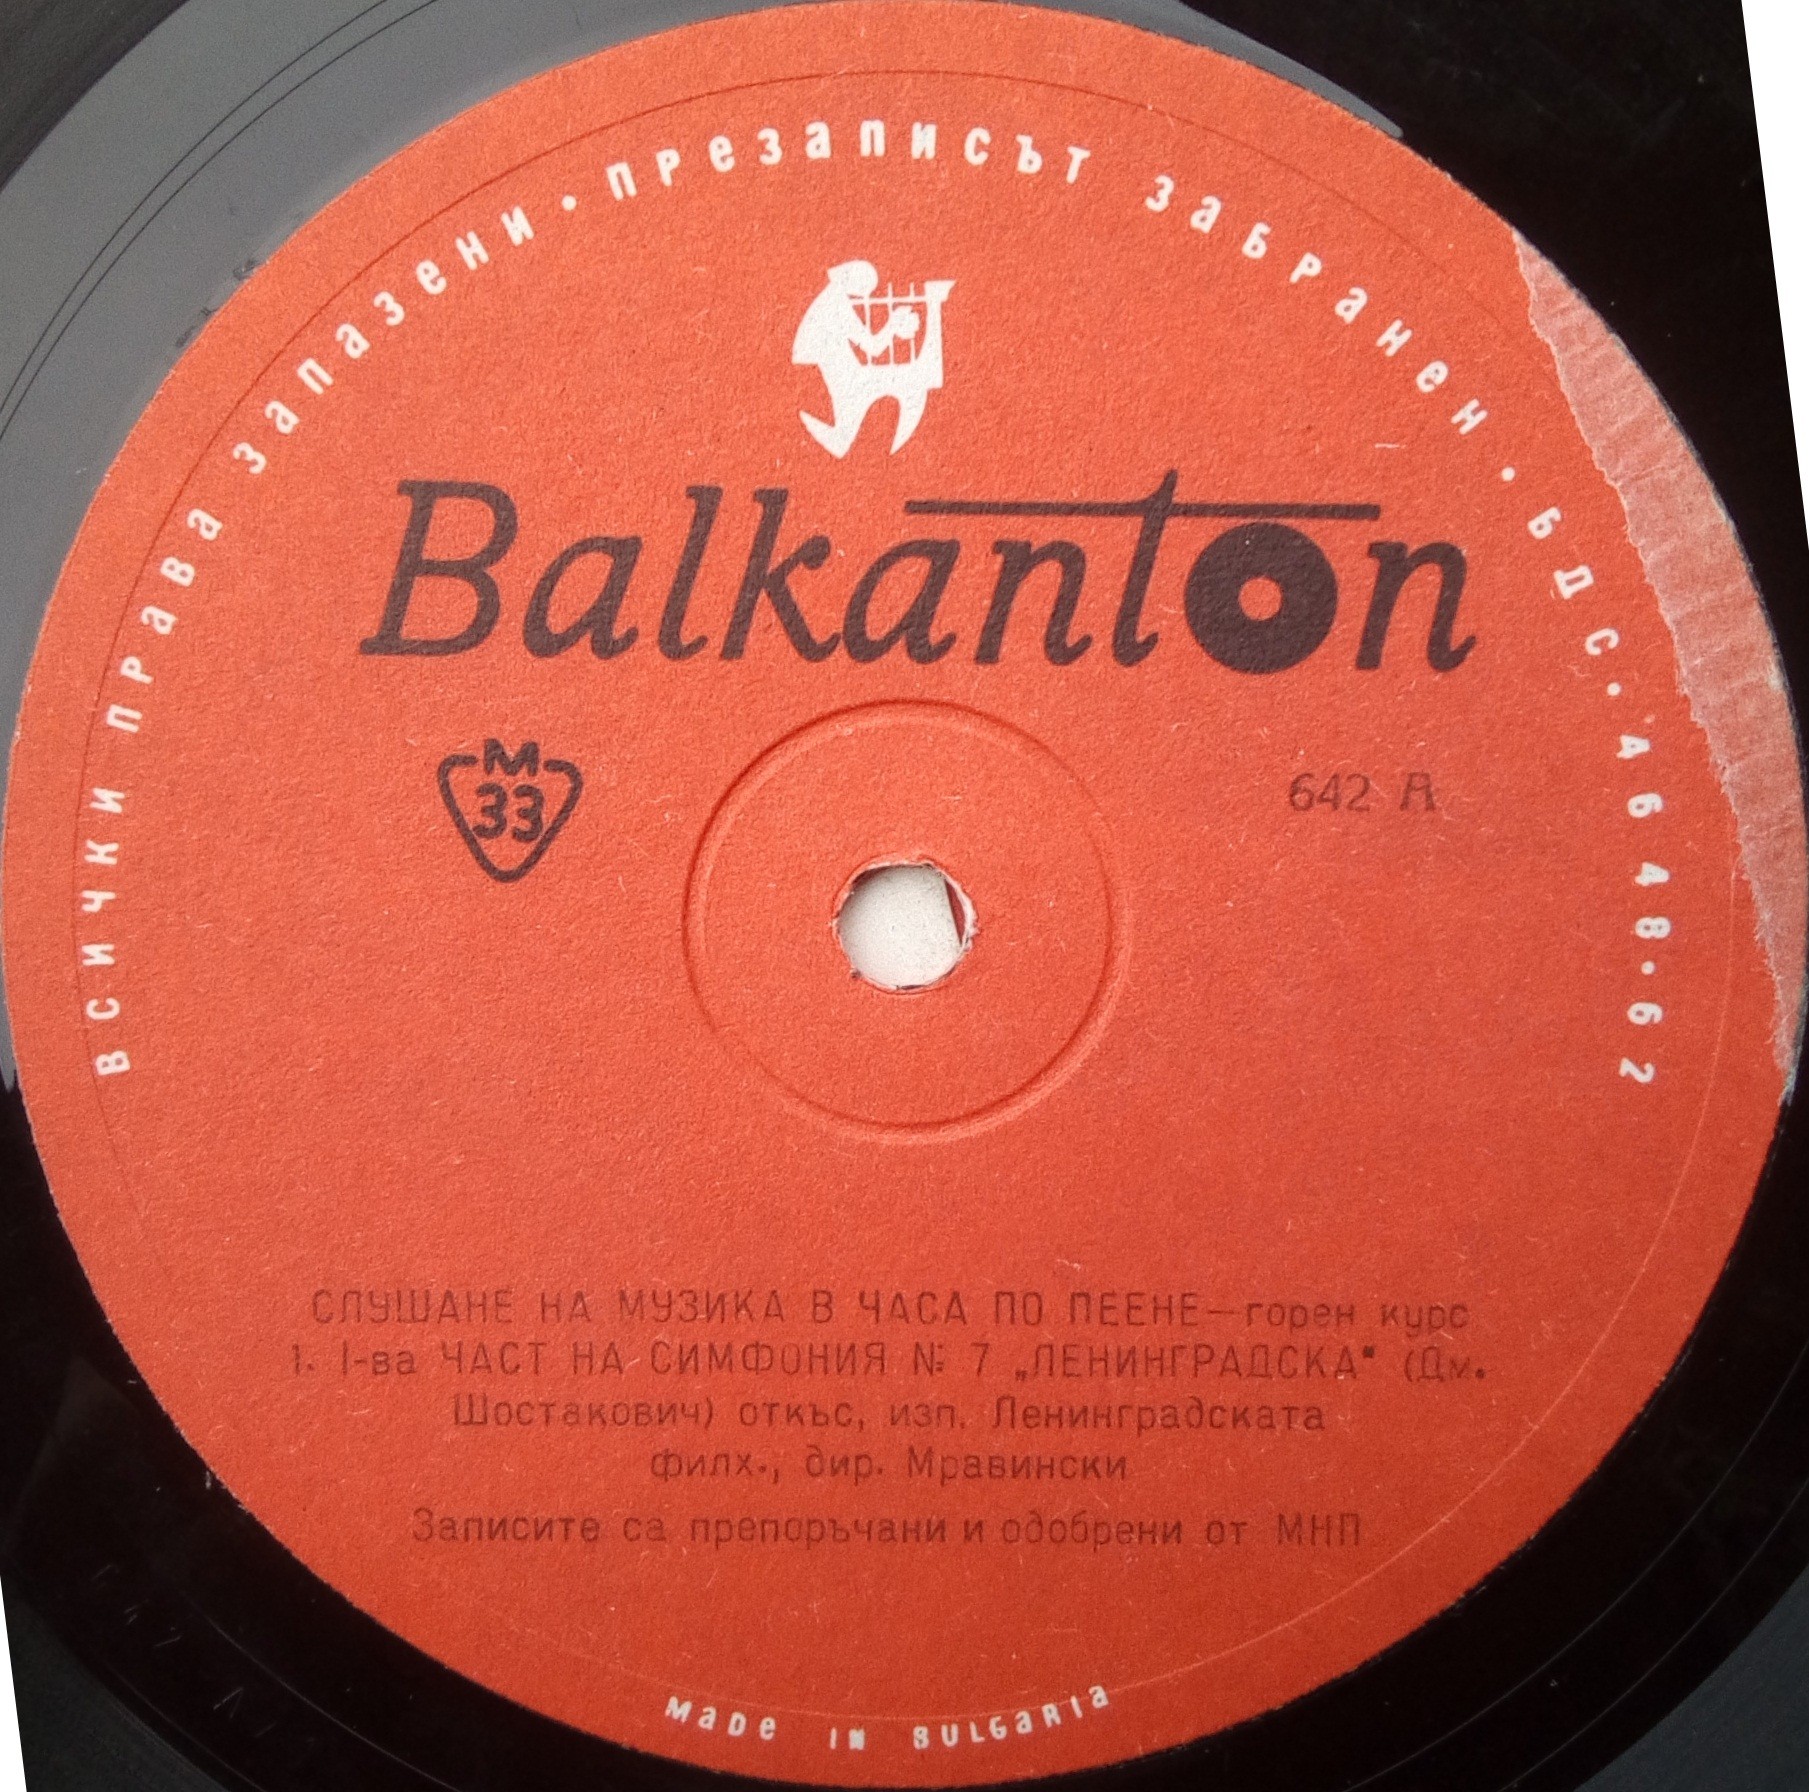 ВСИЧКИ ПРАВА ЗАПАЗЕНИ · ПРЕЗАПИСЪТ ЗАБРАНЕН · БДС · 4648 · 62
Balkanton
M
33
642 А
СЛУШАНЕ НА МУЗИКА В ЧАСА ПО ПЕЕНЕ — горен курс
1. I-ва ЧАСТ НА СИМФОНИЯ № 7 „ЛЕНИНГРАДСКА“ (Дм.
Шостакович) откъс, изп. Ленинградската
филх., дир. Мравински
Записите са препоръчани и одобрени от МНП
MADE IN BULGARIA